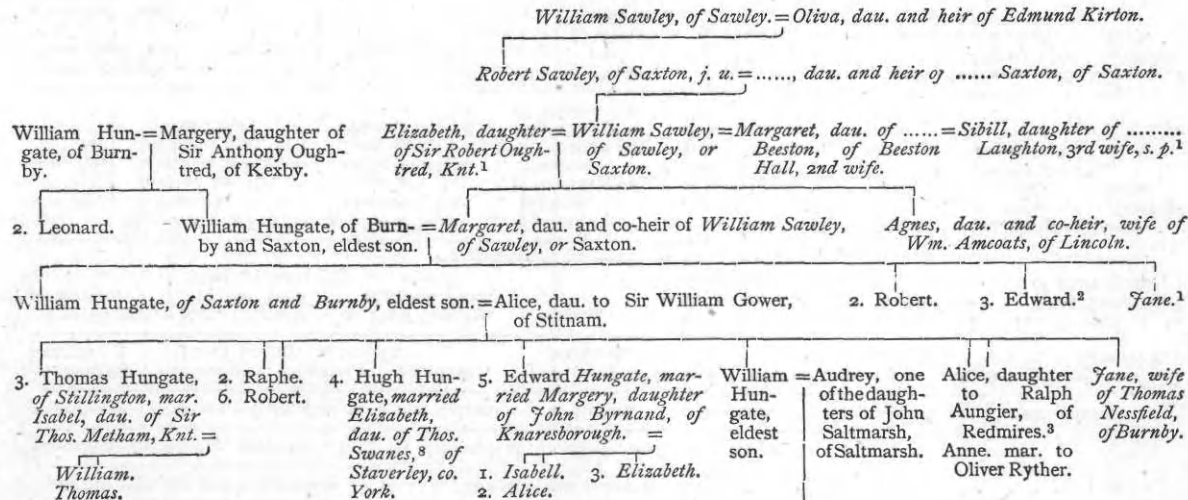 William Sawley, of Sawley. = Oliva, dau. and heir of Edmund Kirton.
Robert Sawley, of Saxton, j. u. = ......, dau. and heir of ...... Saxton, of Saxton.
William Hun- = Margery, daughter of
gate, of Burn- Sir Anthony Ough-
by. tred, of Kexby.
Elizabeth, daughter = William Sawley, = Margaret, dau. of ...... = Sibill, daughter of .........
of Sir Robert Ough- of Sawley, or Beeston, of Beeston Laughton, 3rd wife, s. p.¹
tred, Knt.¹ Saxton. Hall, 2nd wife.
2. Leonard.
William Hungate, of Burn- = Margaret, dau. and co-heir of William Sawley,
by and Saxton, eldest son. of Sawley, or Saxton.
Agnes, dau. and co-heir, wife of
Wm. Amcoats, of Lincoln.
William Hungate, of Saxton and Burnby, eldest son. = Alice, dau. to Sir William Gower,
of Stitnam.
2. Robert.
3. Edward.²
Jane.¹
3. Thomas Hungate,
of Stillington, mar.
Isabel, dau. of Sir
Thos. Metham, Knt. =
William.
Thomas.
2. Raphe.
6. Robert.
4. Hugh Hun-
gate, married
Elizabeth,
dau. of Thos.
Swanes,⁸ of
Staverley, co.
York.
5. Edward Hungate, mar-
ried Margery, daughter
of John Byrnand, of
Knaresborough. =
1. Isabell. 3. Elizabeth.
2. Alice.
William =
Hun-
gate,
eldest
son.
Audrey, one
of the daugh-
ters of John
Saltmarsh,
of Saltmarsh.
Alice, daughter
to Ralph
Aungier, of
Redmires.³
Anne. mar. to
Oliver Ryther.
Jane, wife
of Thomas
Nessfield,
of Burnby.